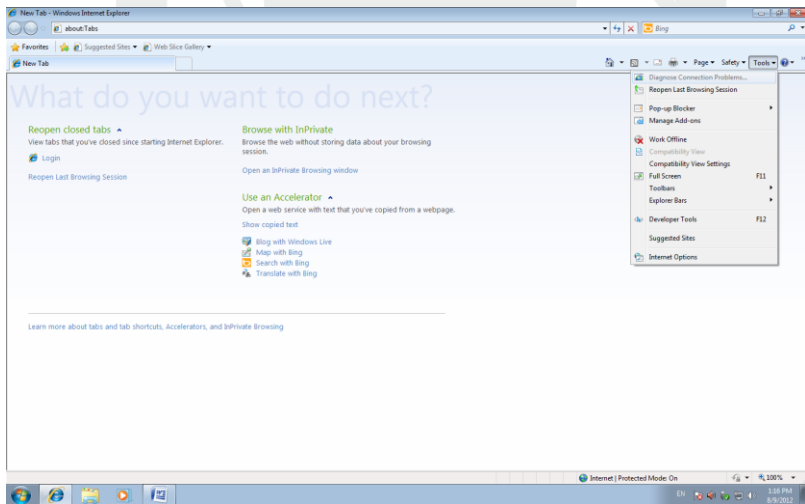 New Tab - Windows Internet Explorer
about:Tabs
Bing
Favorites Suggested Sites Web Slice Gallery
New Tab
Page Safety Tools
What do you want to do next?
Reopen closed tabs
View tabs that you've closed since starting Internet Explorer.
Login
Reopen Last Browsing Session
Browse with InPrivate
Browse the web without storing data about your browsing
session.
Open an InPrivate Browsing window
Use an Accelerator
Open a web service with text that you've copied from a webpage.
Show copied text
Blog with Windows Live
Map with Bing
Search with Bing
Translate with Bing
Learn more about tabs and tab shortcuts, Accelerators, and InPrivate Browsing
Diagnose Connection Problems...
Reopen Last Browsing Session
Pop-up Blocker
Manage Add-ons
Work Offline
Compatibility View
Compatibility View Settings
Full Screen F11
Toolbars
Explorer Bars
Developer Tools F12
Suggested Sites
Internet Options
Internet | Protected Mode: On
100%
EN
3:16 PM
8/9/2012